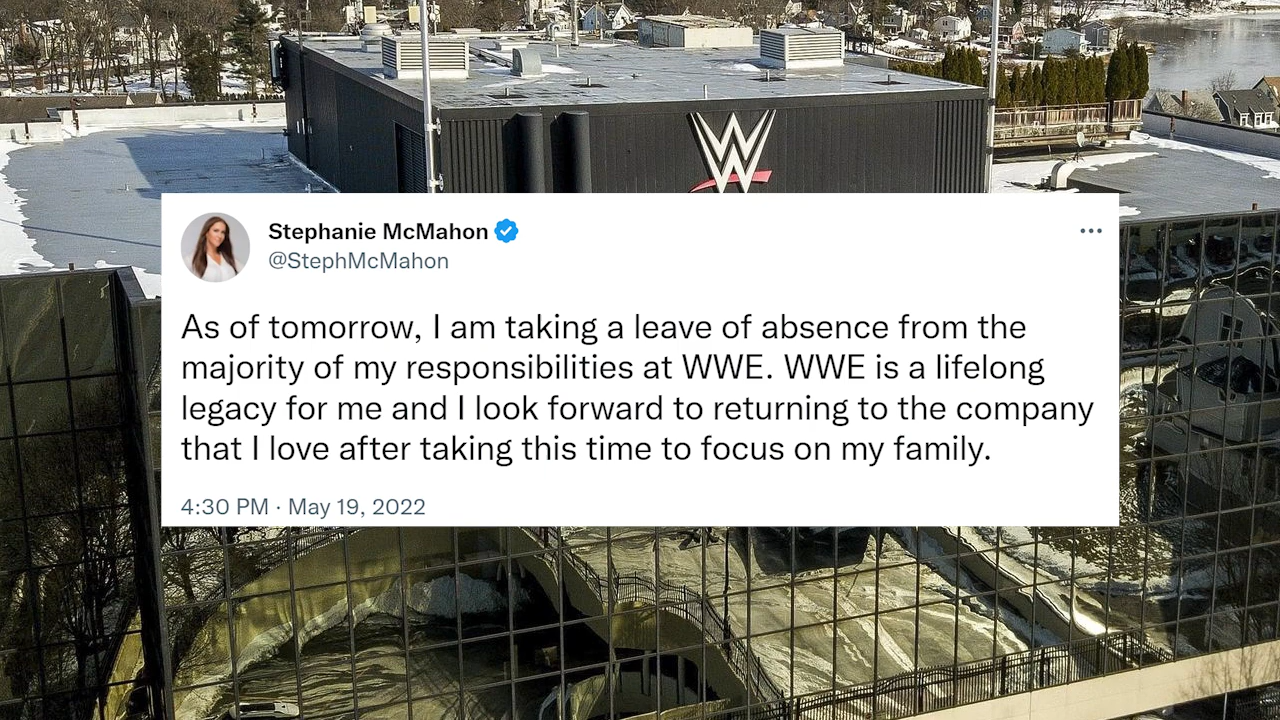 W
Stephanie McMahon
@StephMcMahon
As of tomorrow, I am taking a leave of absence from the
majority of my responsibilities at WWE. WWE is a lifelong
legacy for me and I look forward to returning to the company
that I love after taking this time to focus on my family.
4:30 PM · May 19, 2022